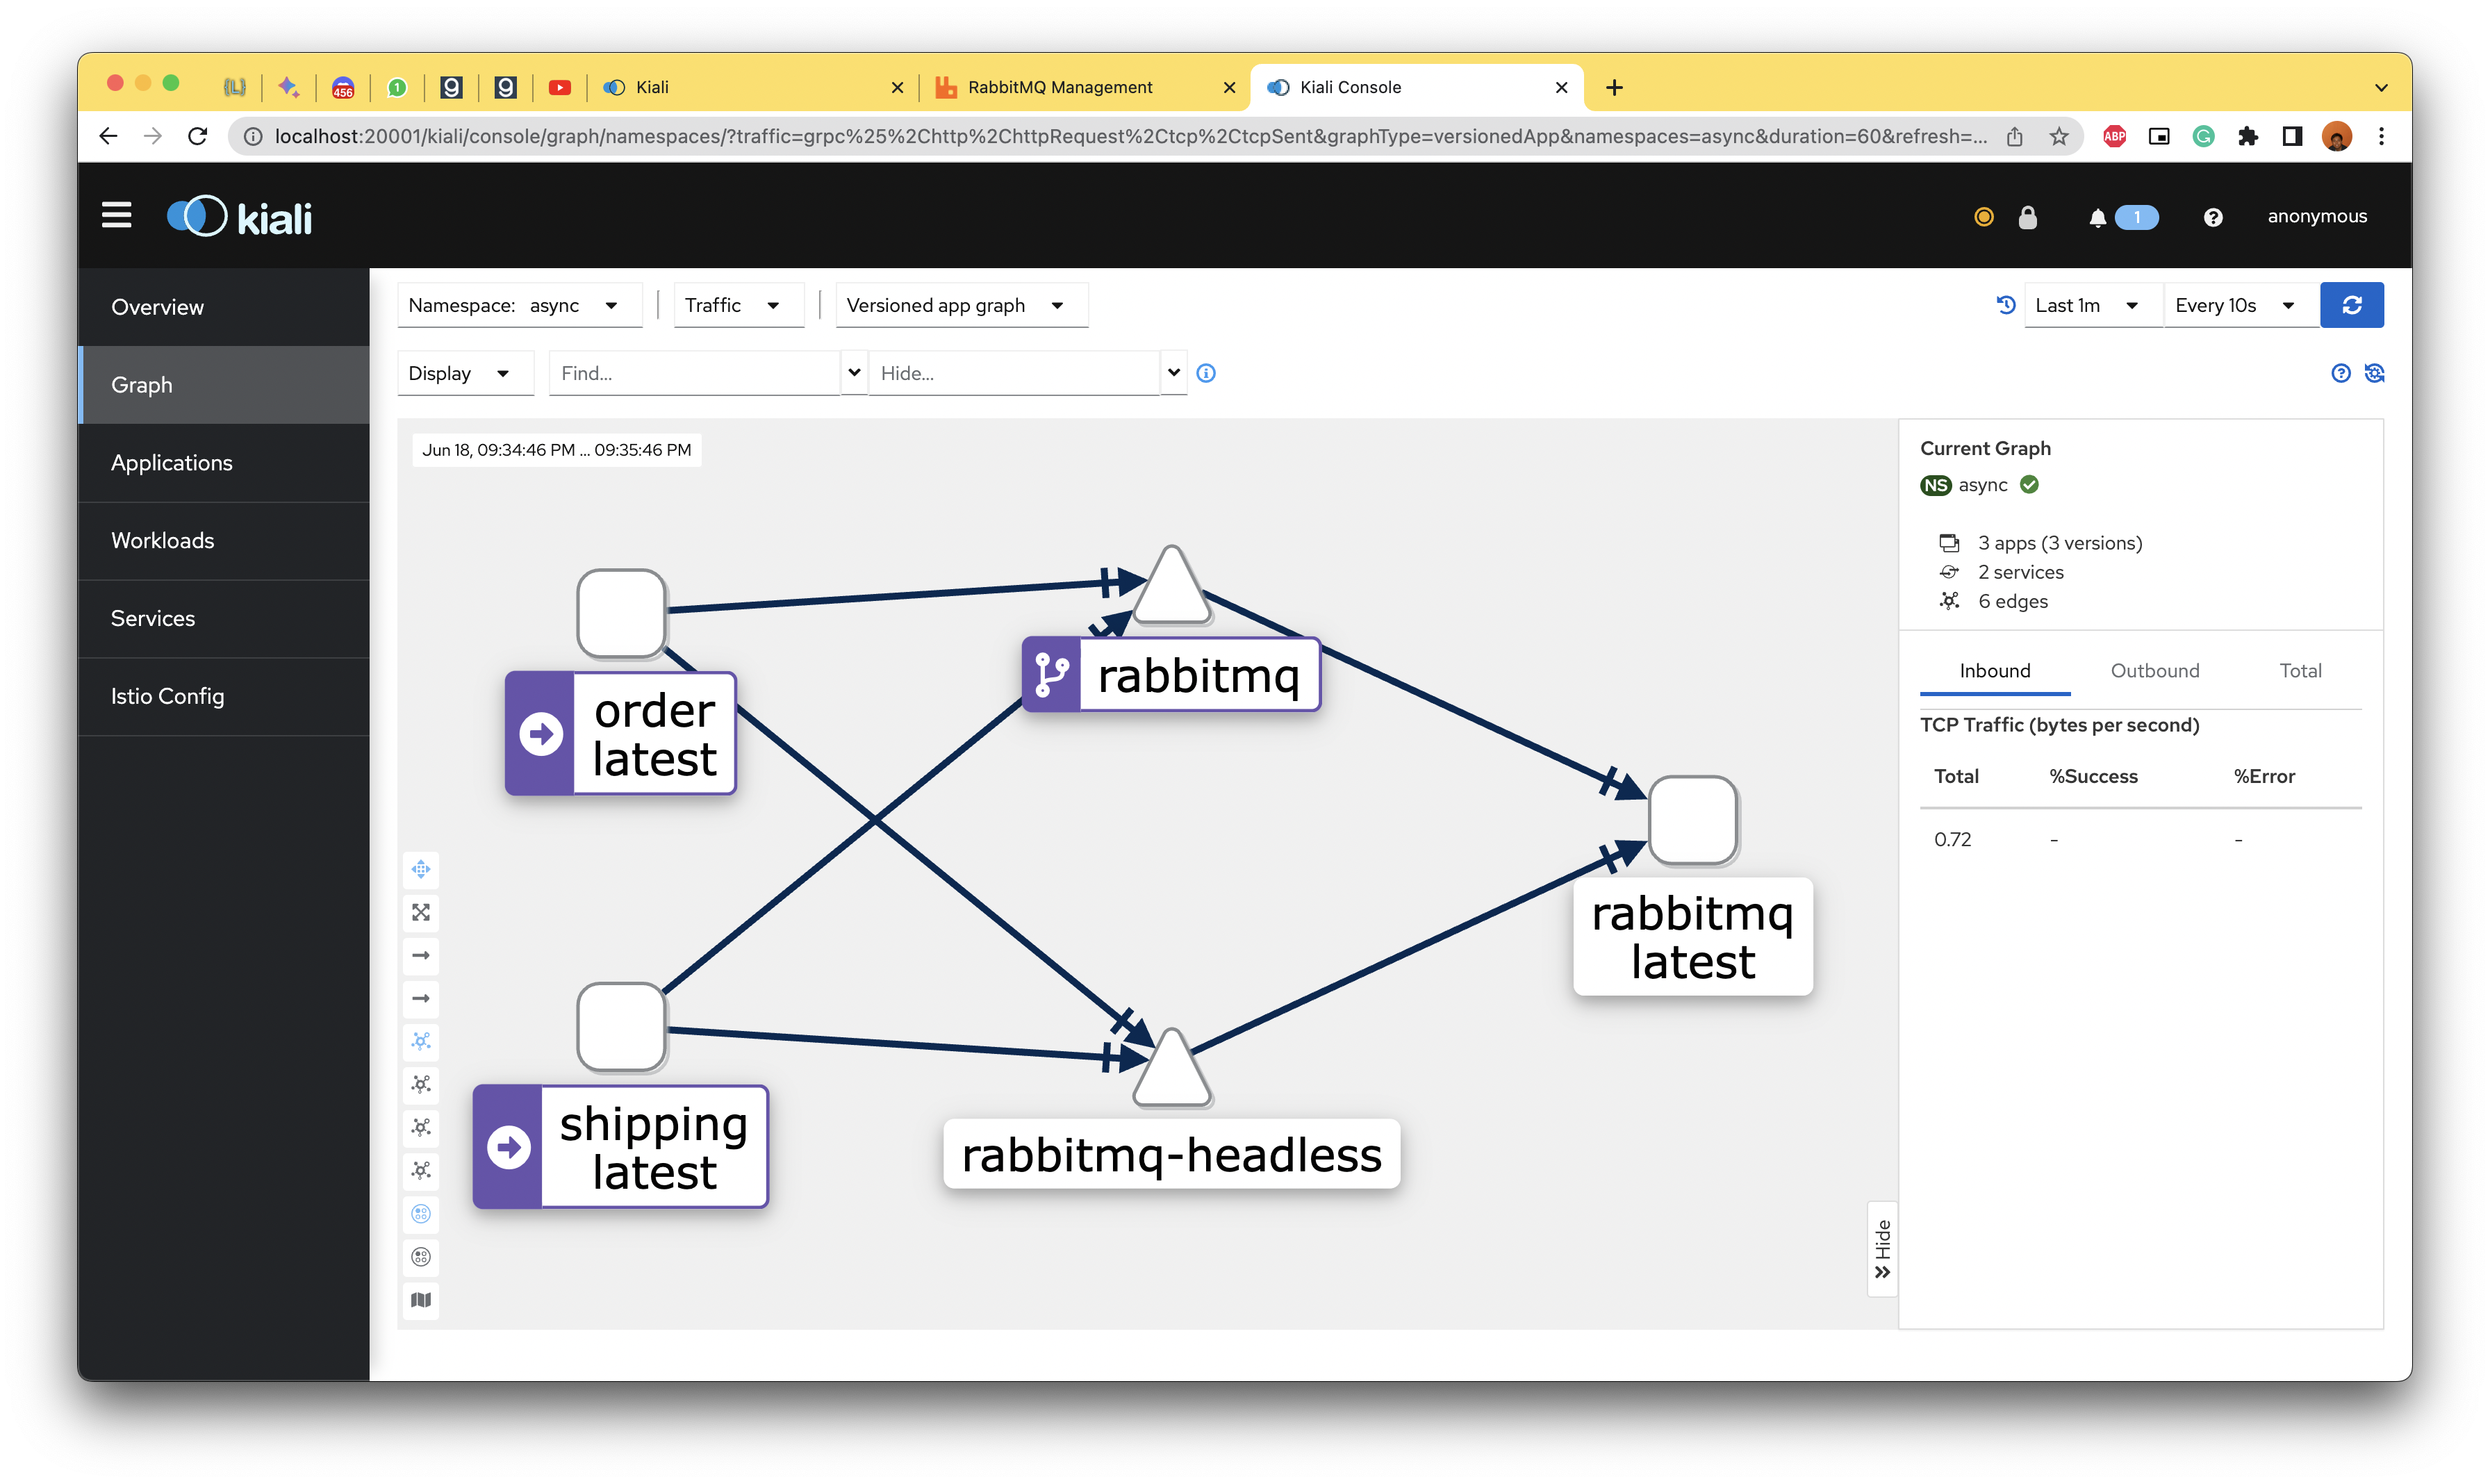 456
1
Kiali
RabbitMQ Management
Kiali Console
localhost:20001/kiali/console/graph/namespaces/?traffic=grpc%25%2Chttp%2ChttpRequest%2Ctcp%2CtcpSent&graphType=versionedApp&namespaces=async&duration=60&refresh=...
ABP
kiali
1
anonymous
Overview
Graph
Applications
Workloads
Services
Istio Config
Namespace: async
Traffic
Versioned app graph
Last 1m
Every 10s
Display
Find...
Hide...
Jun 18, 09:34:46 PM ... 09:35:46 PM
order
latest
rabbitmq
rabbitmq
latest
shipping
latest
rabbitmq-headless
Hide
Current Graph
NS async
3 apps (3 versions)
2 services
6 edges
Inbound Outbound Total
TCP Traffic (bytes per second)
Total %Success %Error
0.72 - -